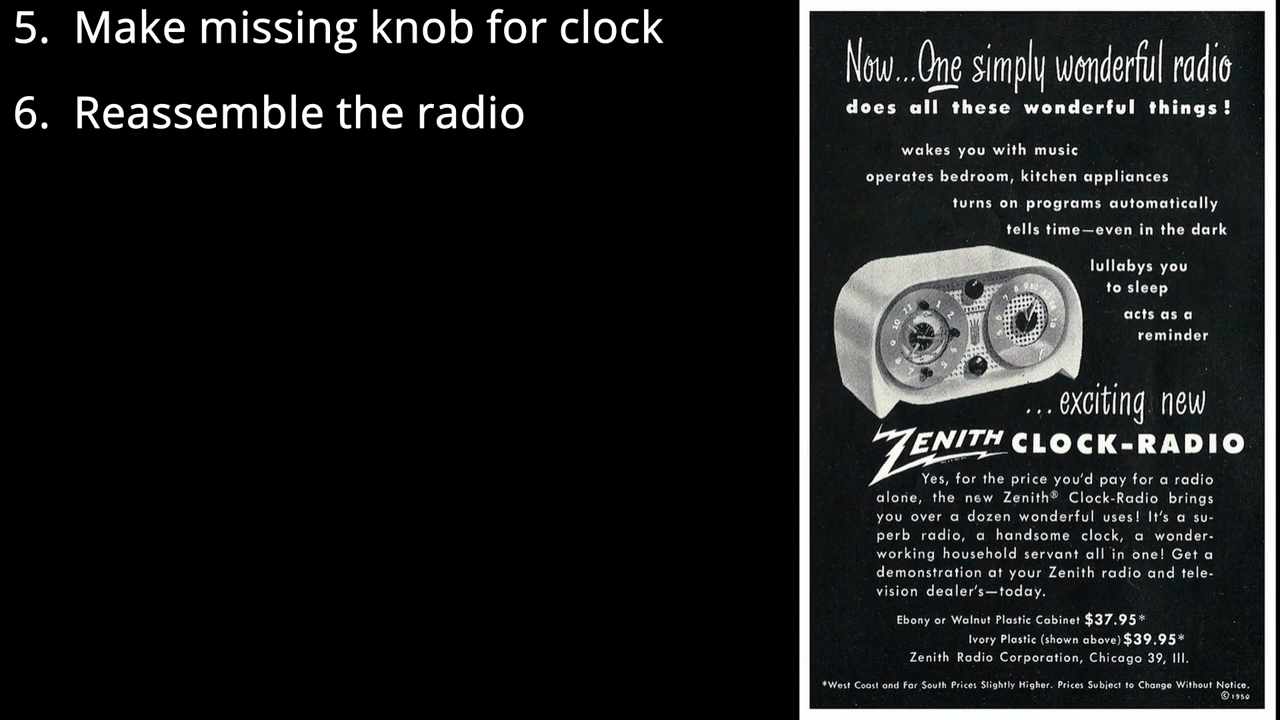 5. Make missing knob for clock
6. Reassemble the radio
Now...One simply wonderful radio
does all these wonderful things!
wakes you with music
operates bedroom, kitchen appliances
turns on programs automatically
tells time—even in the dark
lullabys you
to sleep
acts as a
reminder
...exciting new
ZENITH CLOCK-RADIO
Yes, for the price you'd pay for a radio
alone, the new Zenith® Clock-Radio brings
you over a dozen wonderful uses! It's a su-
perb radio, a handsome clock, a wonder-
working household servant all in one! Get a
demonstration at your Zenith radio and tele-
vision dealer's—today.
Ebony or Walnut Plastic Cabinet $37.95*
Ivory Plastic (shown above) $39.95*
Zenith Radio Corporation, Chicago 39, Ill.
*West Coast and Far South Prices Slightly Higher. Prices Subject to Change Without Notice.
© 1950